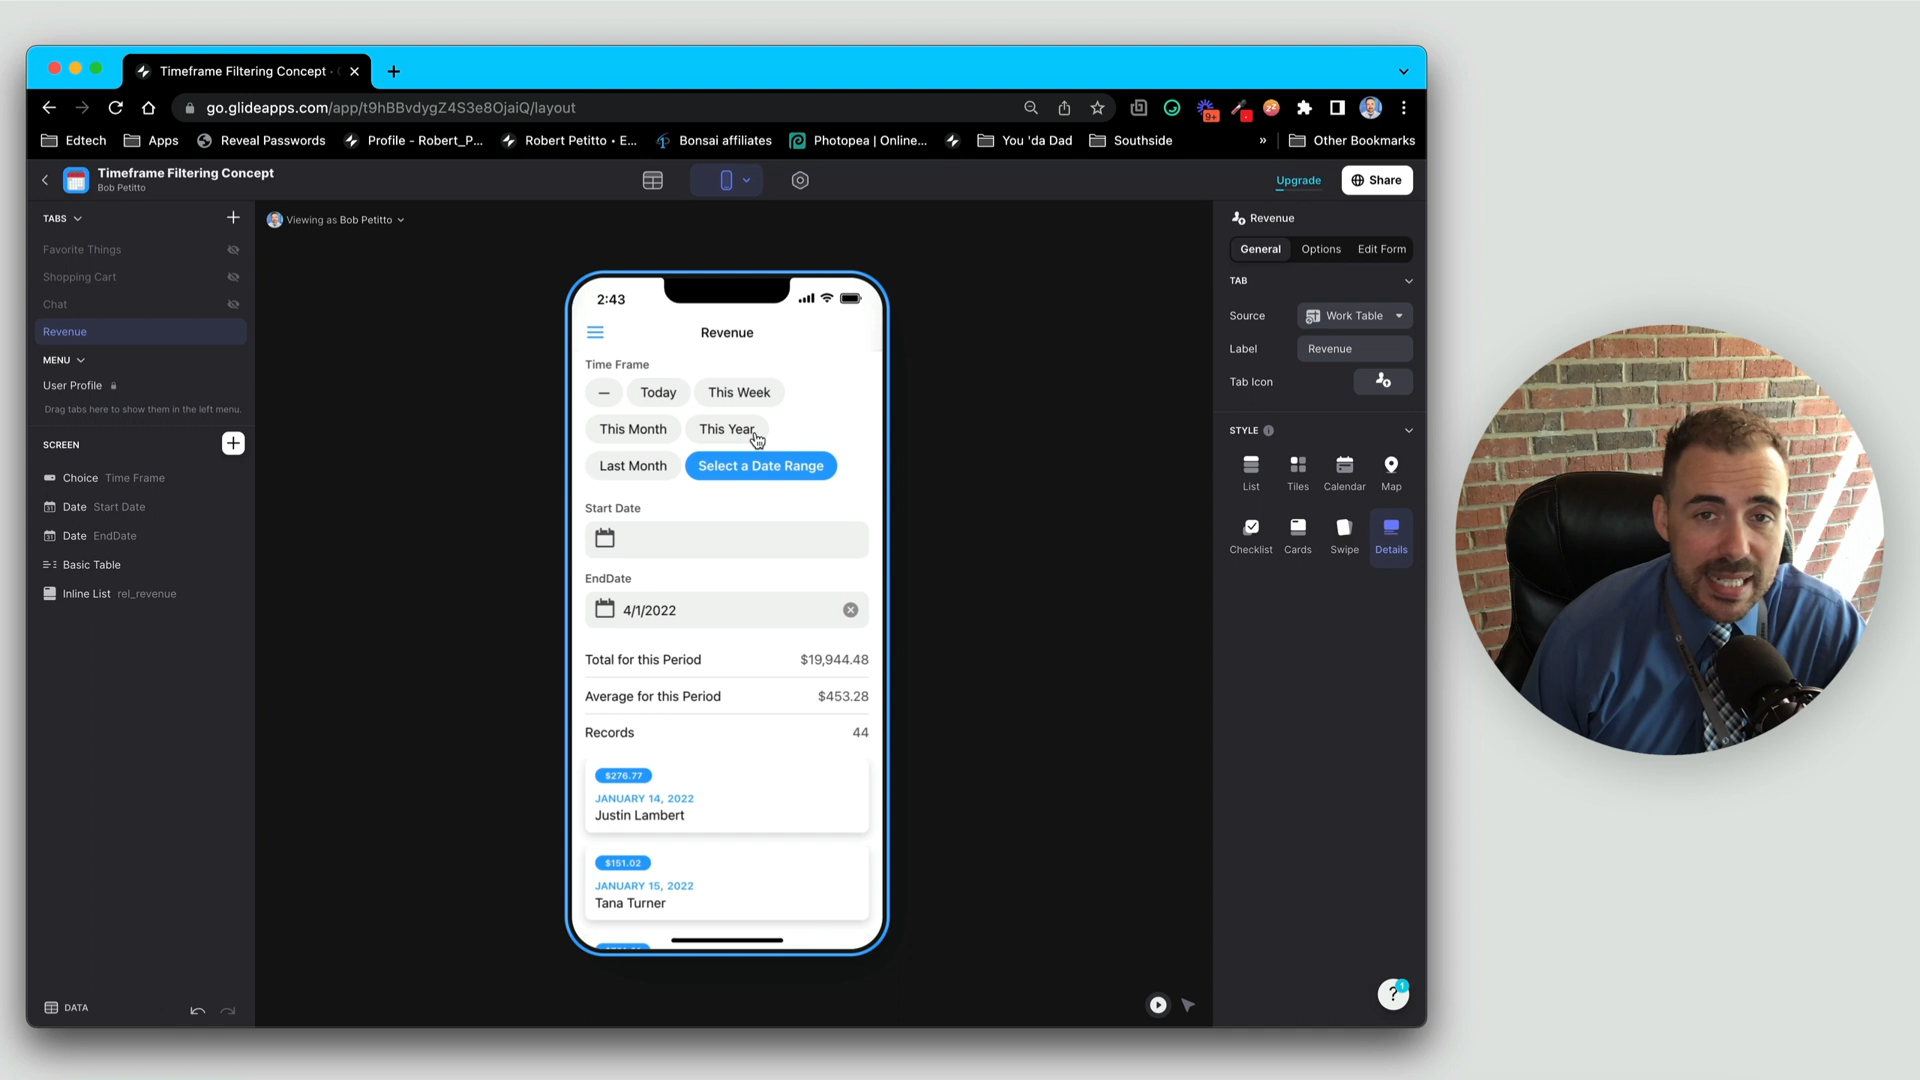 Timeframe Filtering Concept ·
go.glideapps.com/app/t9hBBvdygZ4S3e8OjaiQ/layout
9+
Edtech
Apps
Reveal Passwords
Profile - Robert_P...
Robert Petitto • E...
Bonsai affiliates
Photopea | Online...
You 'da Dad
Southside
»
Other Bookmarks
Timeframe Filtering Concept
Bob Petitto
Upgrade
Share
TABS
Favorite Things
Shopping Cart
Chat
Revenue
MENU
User Profile
Drag tabs here to show them in the left menu.
SCREEN
Choice Time Frame
Date Start Date
Date EndDate
Basic Table
Inline List rel_revenue
DATA
Viewing as Bob Petitto
2:43
Revenue
Time Frame
—
Today
This Week
This Month
This Year
Last Month
Select a Date Range
Start Date
EndDate
4/1/2022
Total for this Period $19,944.48
Average for this Period $453.28
Records 44
$276.77
JANUARY 14, 2022
Justin Lambert
$151.02
JANUARY 15, 2022
Tana Turner
Revenue
General
Options
Edit Form
TAB
Source
Work Table
Label
Revenue
Tab Icon
STYLE
List
Tiles
Calendar
Map
Checklist
Cards
Swipe
Details
?
1